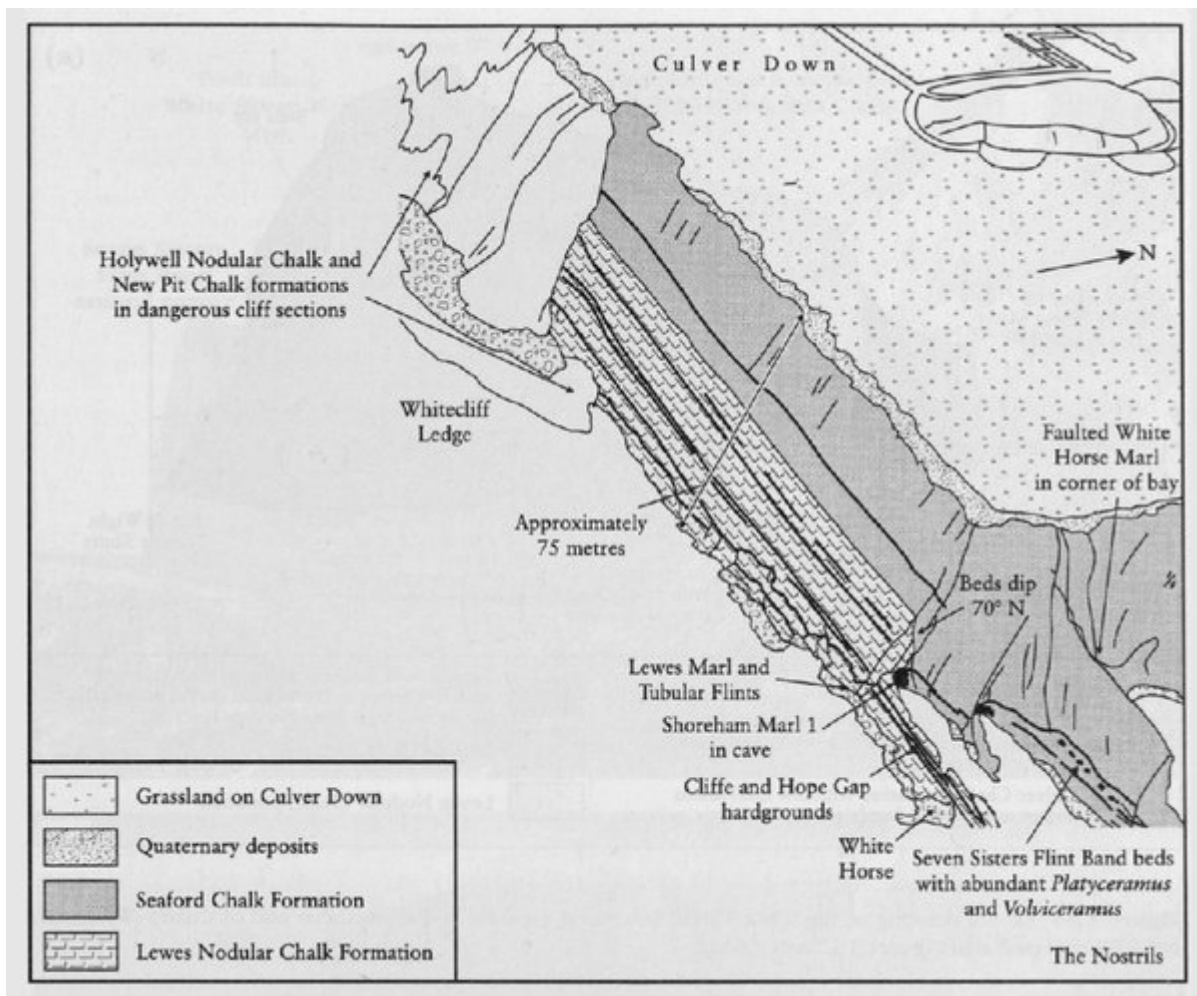 Culver Down
N
Holywell Nodular Chalk and
New Pit Chalk formations
in dangerous cliff sections
Whitecliff
Ledge
Faulted White
Horse Marl
in corner of bay
Approximately
75 metres
Beds dip
70° N
Lewes Marl and
Tubular Flints
Shoreham Marl 1
in cave
Cliffe and Hope Gap
hardgrounds
White
Horse
Seven Sisters Flint Band beds
with abundant Platyceramus
and Volviceramus
The Nostrils
Grassland on Culver Down
Quaternary deposits
Seaford Chalk Formation
Lewes Nodular Chalk Formation